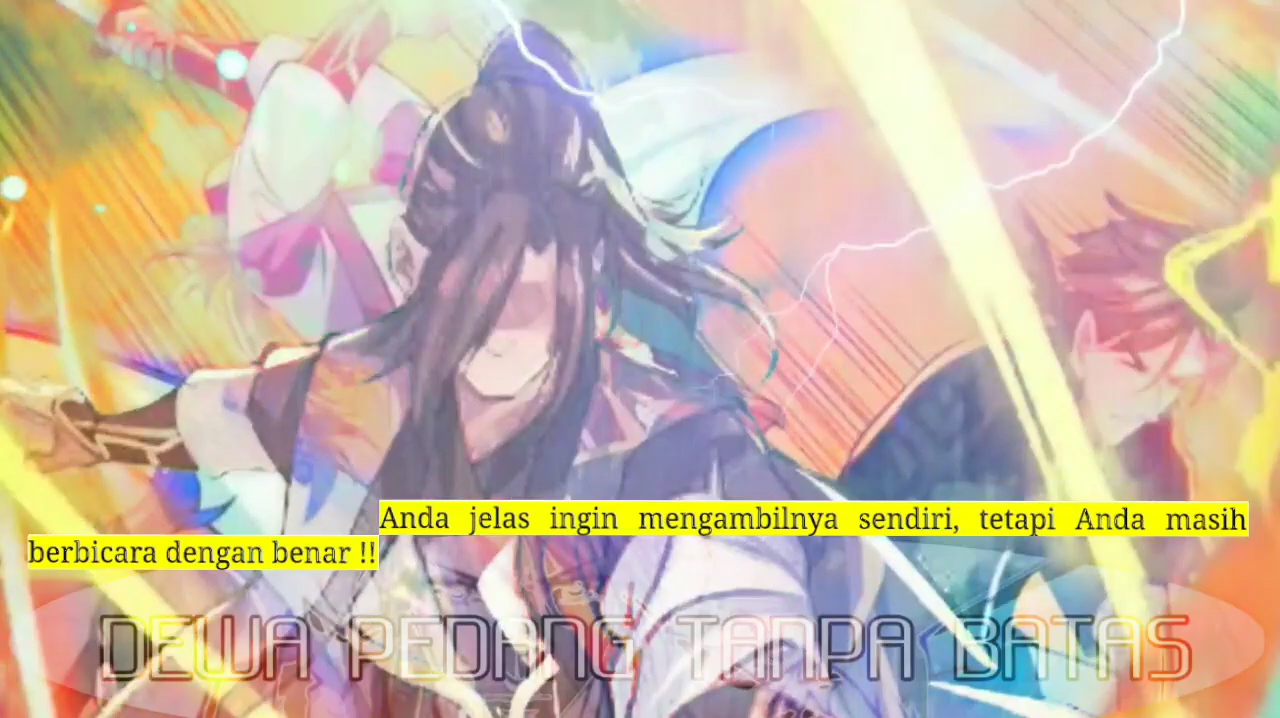 Anda jelas ingin mengambilnya sendiri, tetapi Anda masih
berbicara dengan benar !!
DEWA PEDANG TANPA BATAS